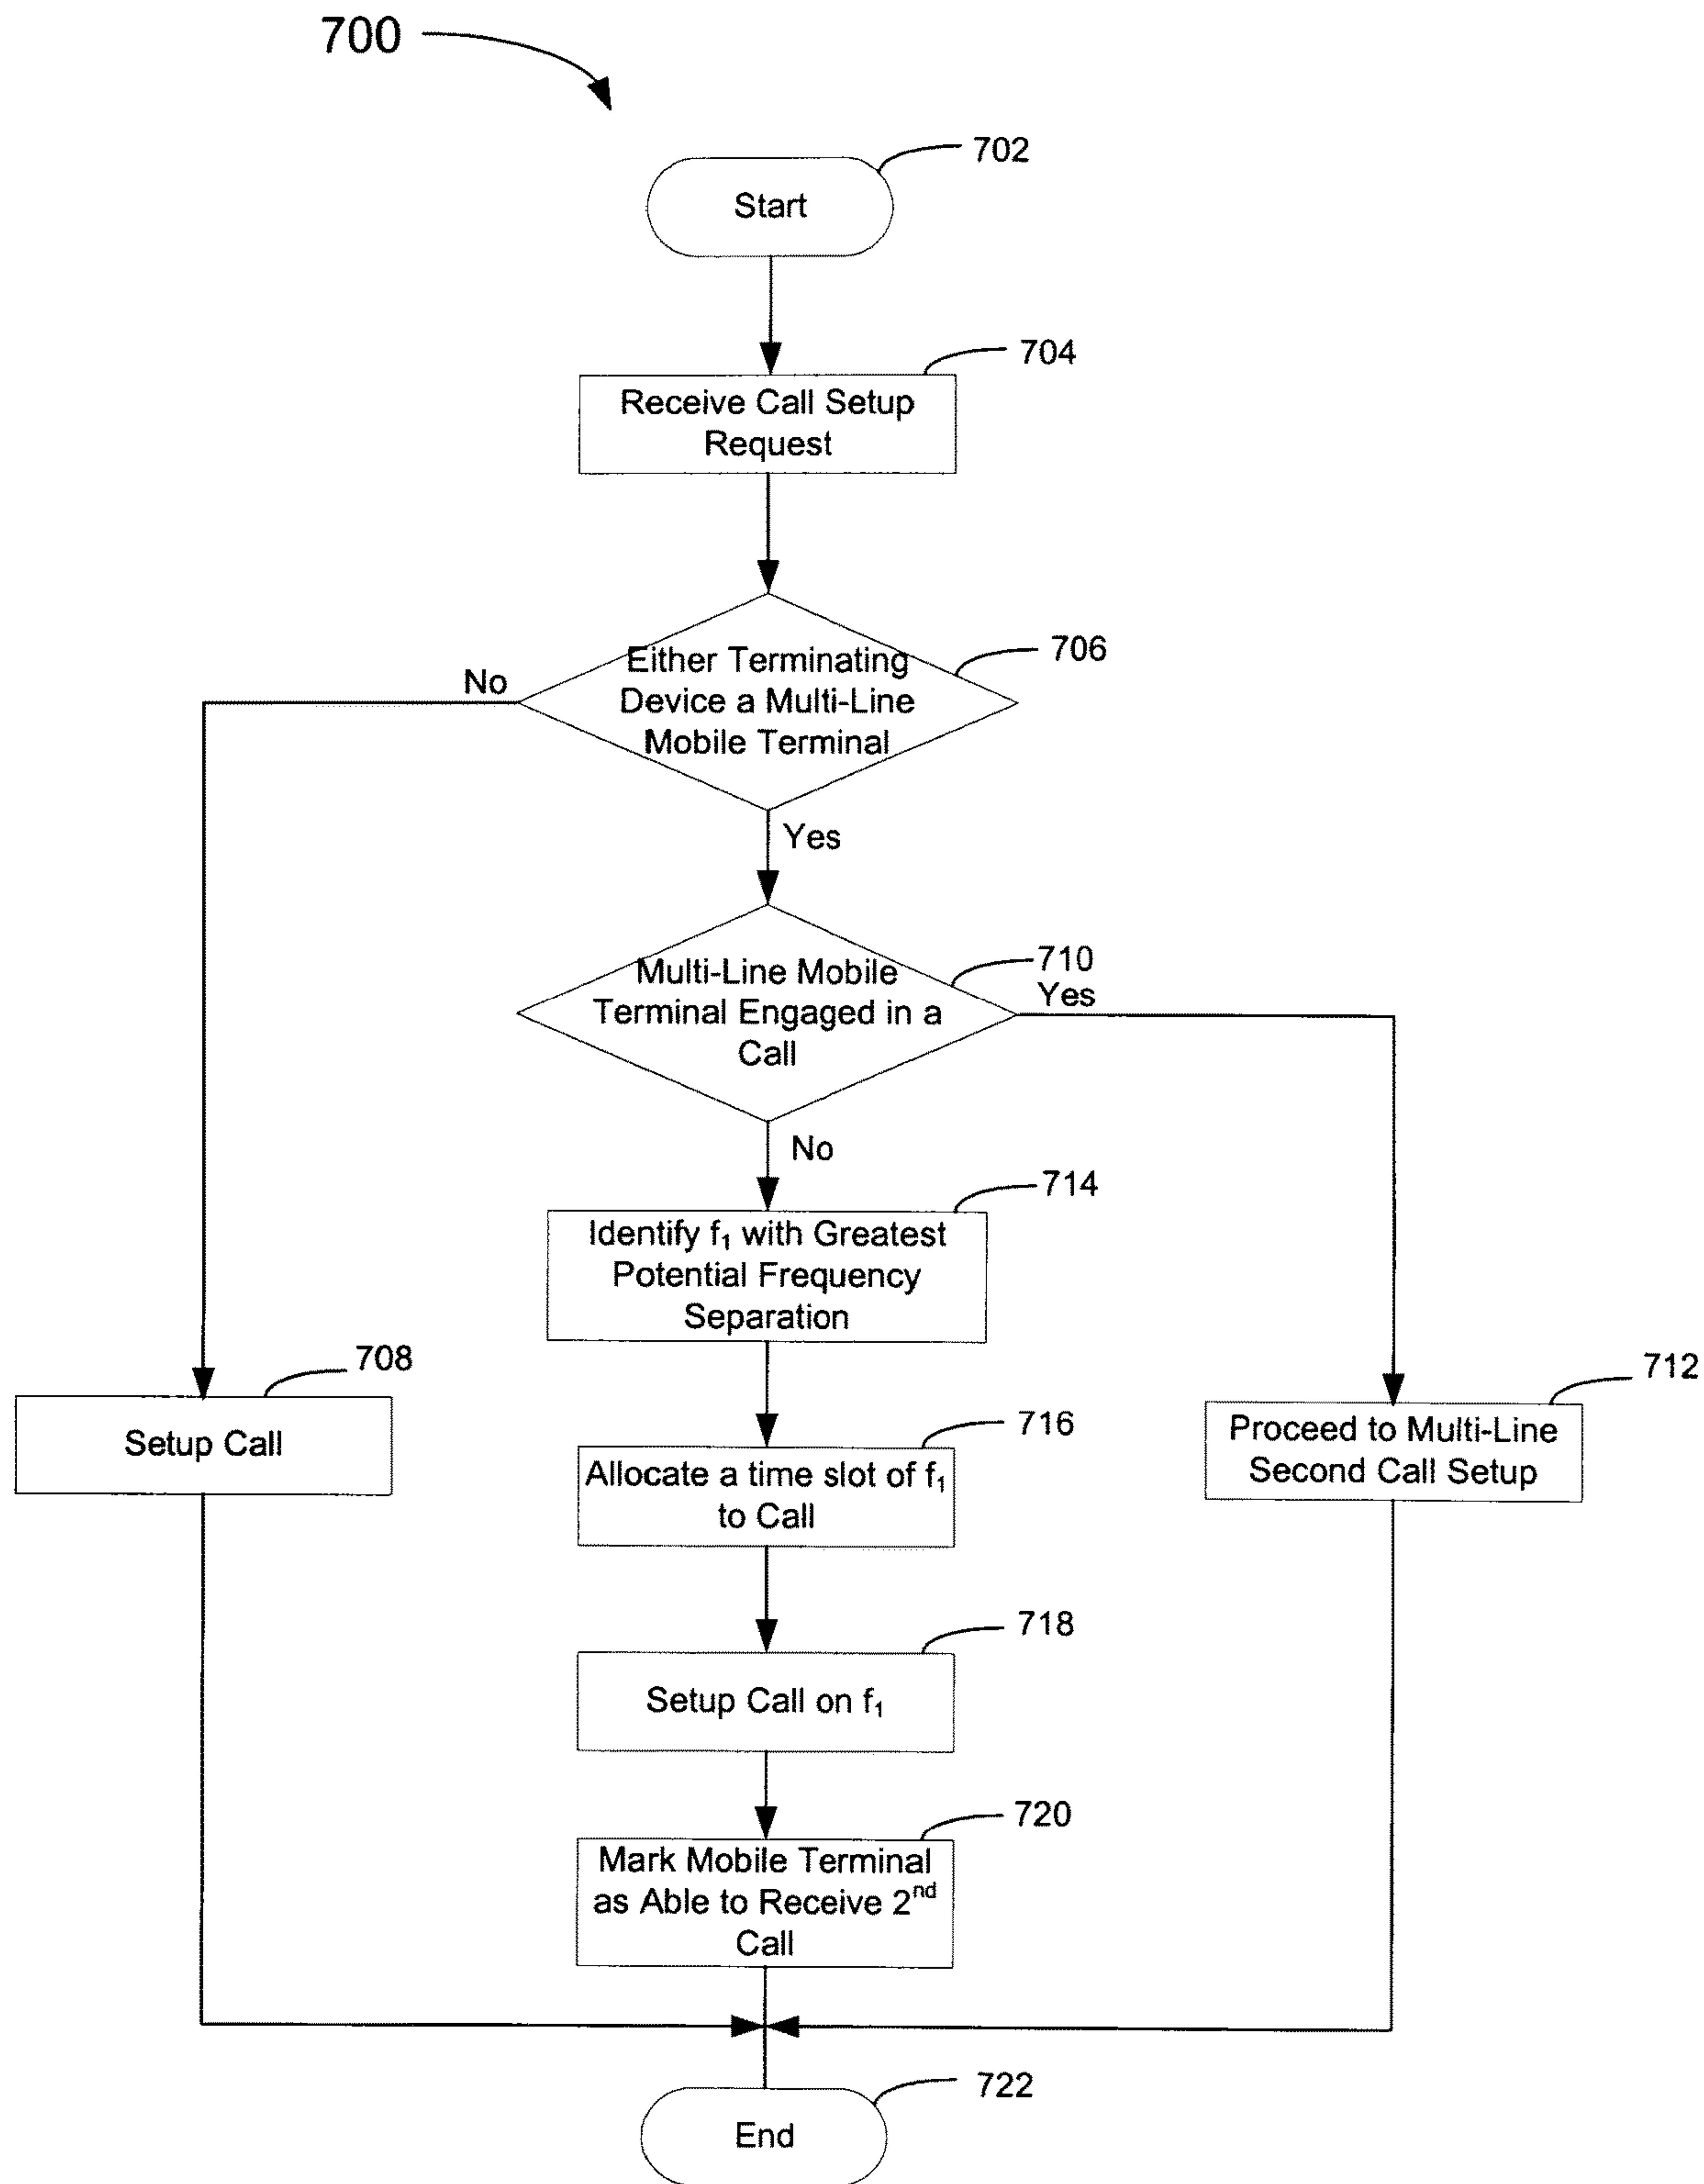 700
702
Start
704
Receive Call Setup
Request
706
Either Terminating
Device a Multi-Line
Mobile Terminal
No
Yes
710
Multi-Line Mobile
Terminal Engaged in a
Call
Yes
No
714
Identify f₁ with Greatest
Potential Frequency
Separation
708
Setup Call
712
Proceed to Multi-Line
Second Call Setup
716
Allocate a time slot of f₁
to Call
718
Setup Call on f₁
720
Mark Mobile Terminal
as Able to Receive 2ⁿᵈ
Call
722
End